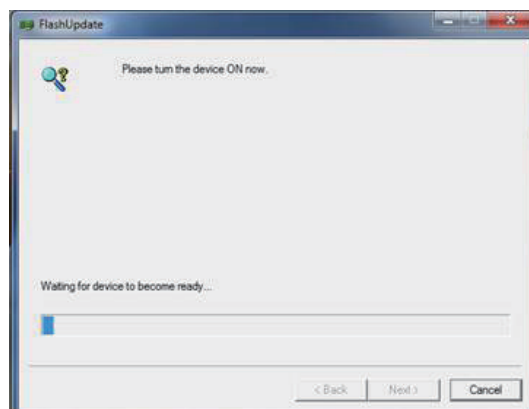 FlashUpdate
Please turn the device ON now.
Waiting for device to become ready...
< Back
Next >
Cancel